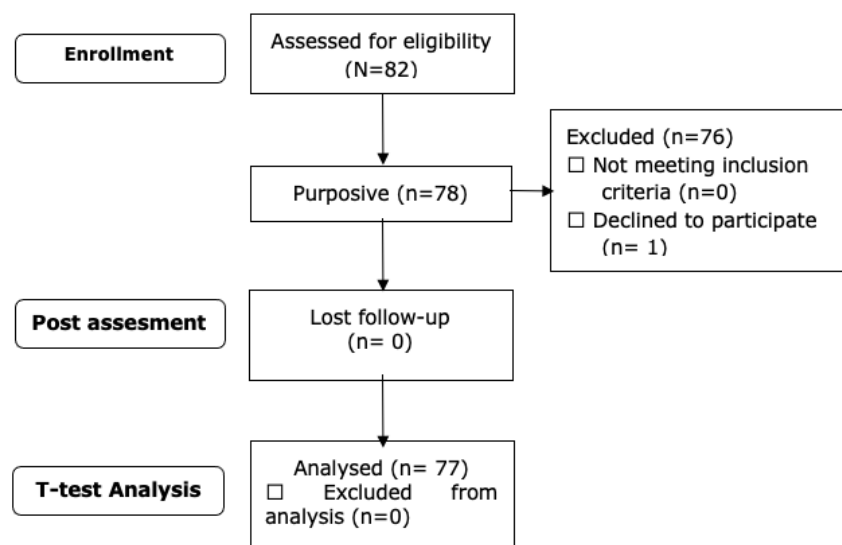 Enrollment
Assessed for eligibility
(N=82)
Excluded (n=76)
☐ Not meeting inclusion
criteria (n=0)
☐ Declined to participate
(n= 1)
Purposive (n=78)
Post assesment
Lost follow-up
(n= 0)
T-test Analysis
Analysed (n= 77)
☐ Excluded from
analysis (n=0)